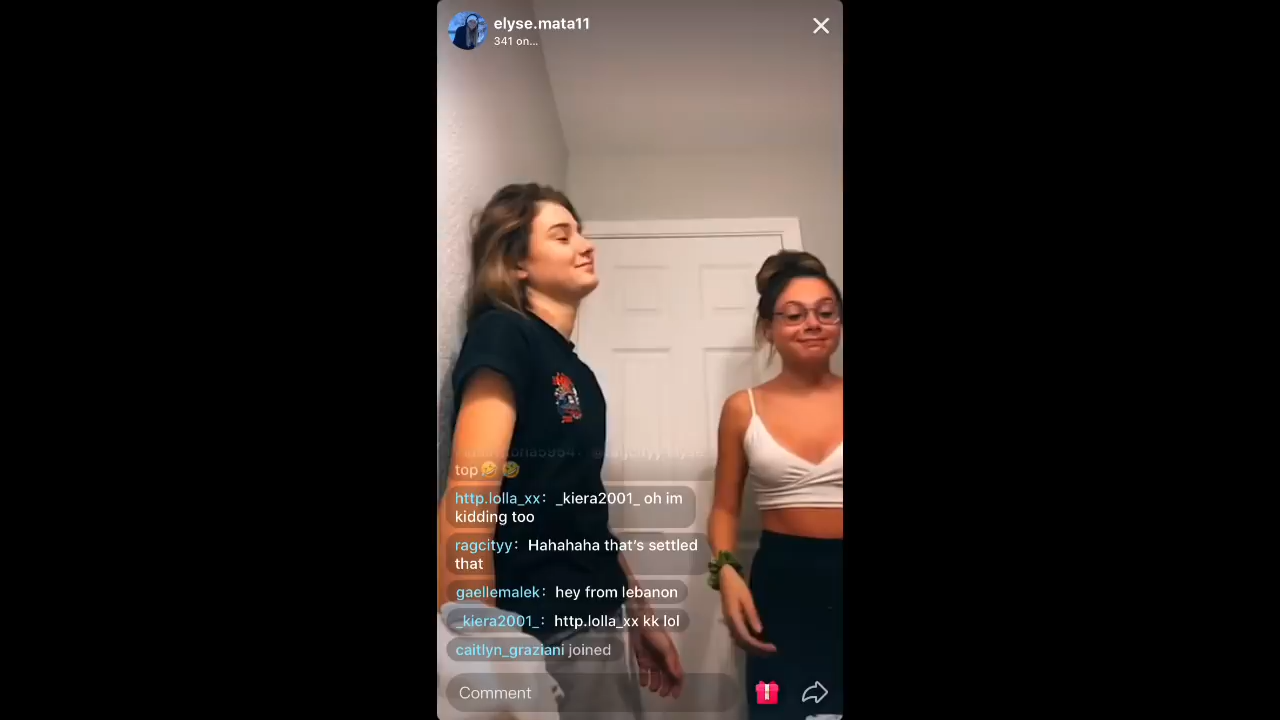 elyse.mata11
341 on...
top🤣🤣
http.lolla_xx: _kiera2001_ oh im
kidding too
ragcityy: Hahahaha that's settled
that
gaellemalek: hey from lebanon
_kiera2001_: http.lolla_xx kk lol
caitlyn_graziani joined
Comment